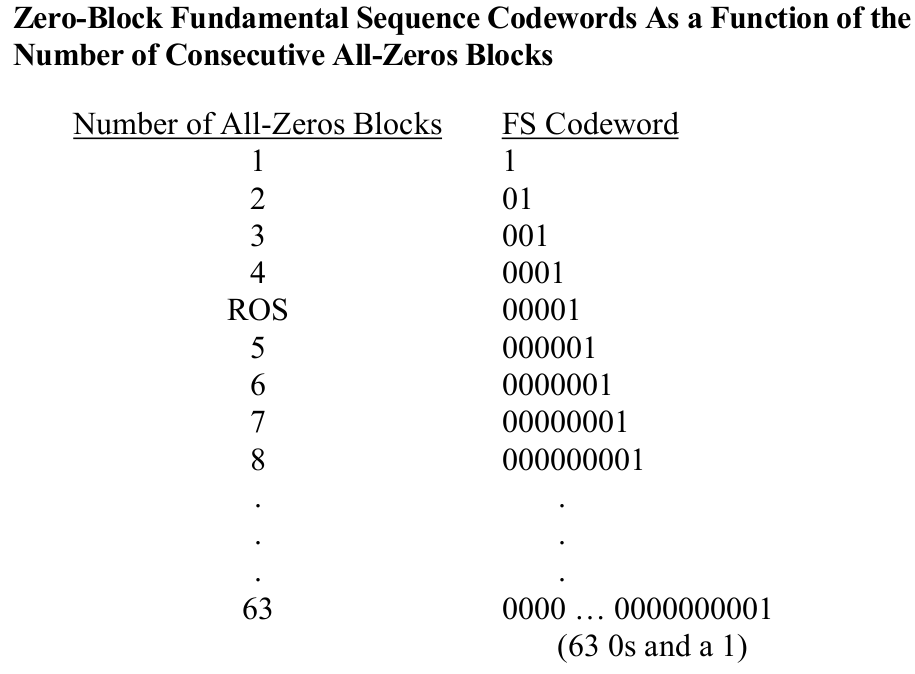 Zero-Block Fundamental Sequence Codewords As a Function of the
Number of Consecutive All-Zeros Blocks
Number of All-Zeros Blocks FS Codeword
1 1
2 01
3 001
4 0001
ROS 00001
5 000001
6 0000001
7 00000001
8 000000001
. .
. .
. .
63 0000 … 0000000001
(63 0s and a 1)